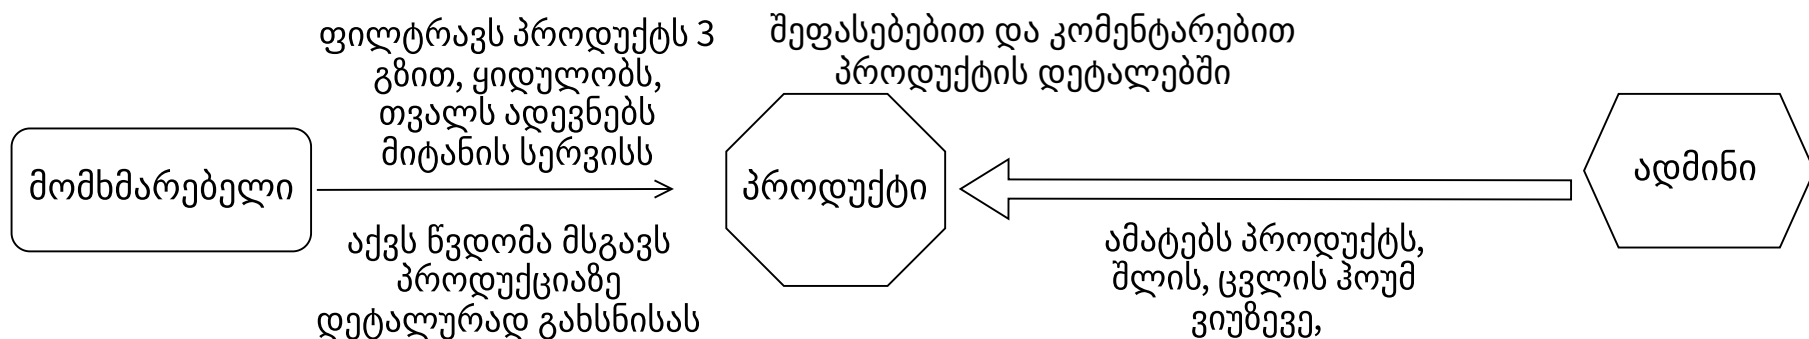 ფილტრავს პროდუქტს 3
გზით, ყიდულობს,
თვალს ადევნებს
მიტანის სერვისს
შეფასებებით და კომენტარებით
პროდუქტის დეტალებში
მომხმარებელი
პროდუქტი
ადმინი
აქვს წვდომა მსგავს
პროდუქციაზე
დეტალურად გახსნისას
ამატებს პროდუქტს,
შლის, ცვლის ჰოუმ
ვიუზევე,